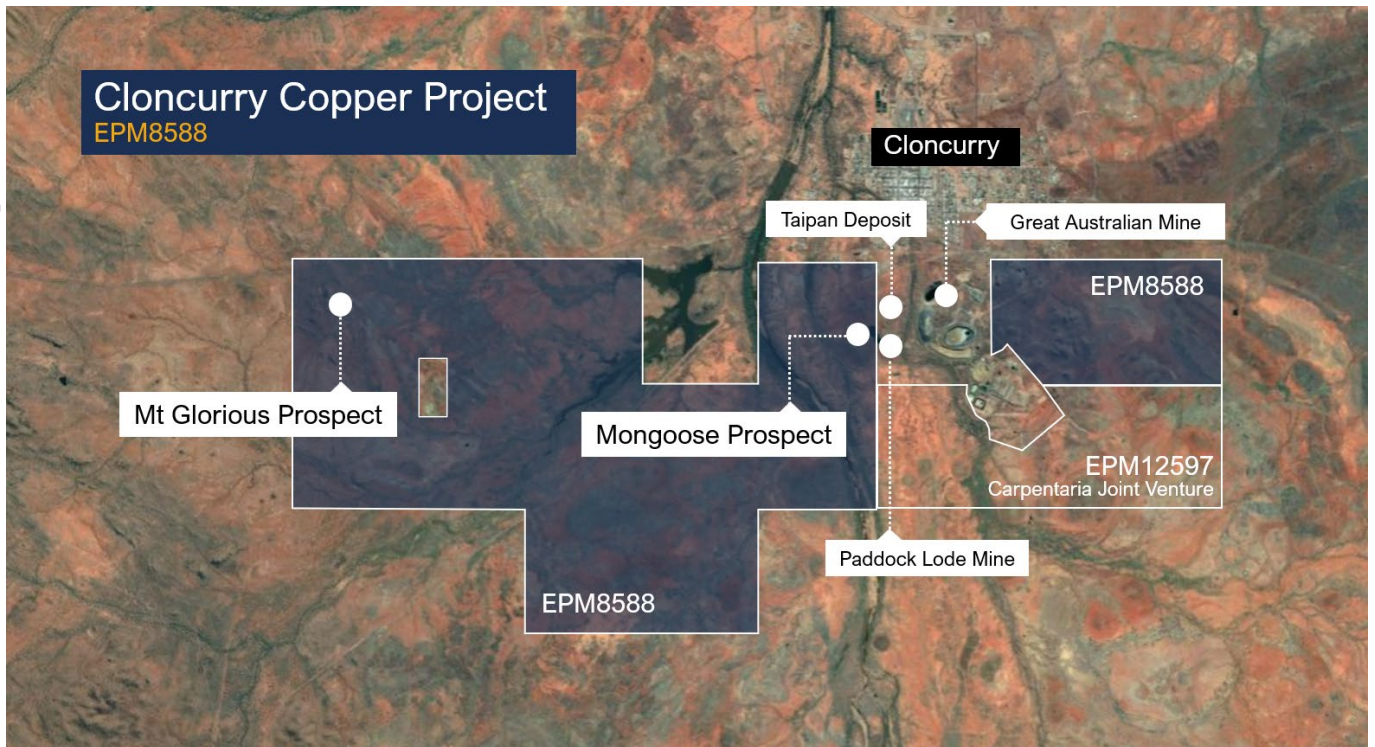 Cloncurry Copper Project
EPM8588
Cloncurry
Taipan Deposit
Great Australian Mine
EPM8588
Mt Glorious Prospect
Mongoose Prospect
EPM12597
Carpentaria Joint Venture
Paddock Lode Mine
EPM8588